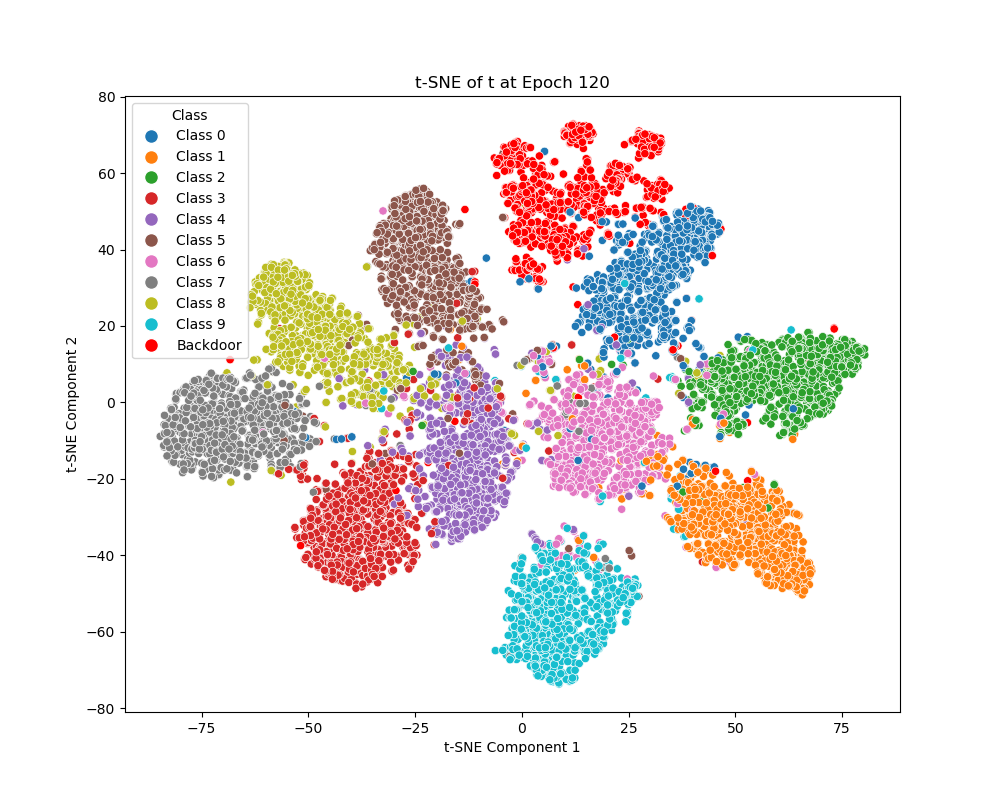 t-SNE of t at Epoch 120
Class
Class 0
Class 1
Class 2
Class 3
Class 4
Class 5
Class 6
Class 7
Class 8
Class 9
Backdoor
80
60
40
20
0
−20
−40
−60
−80
t-SNE Component 2
−75
−50
−25
0
25
50
75
t-SNE Component 1